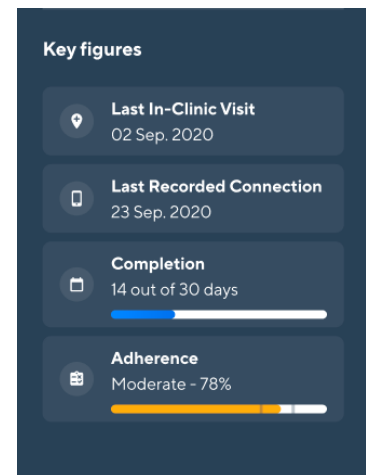 Key figures
Last In-Clinic Visit
02 Sep. 2020
Last Recorded Connection
23 Sep. 2020
Completion
14 out of 30 days
Adherence
Moderate - 78%